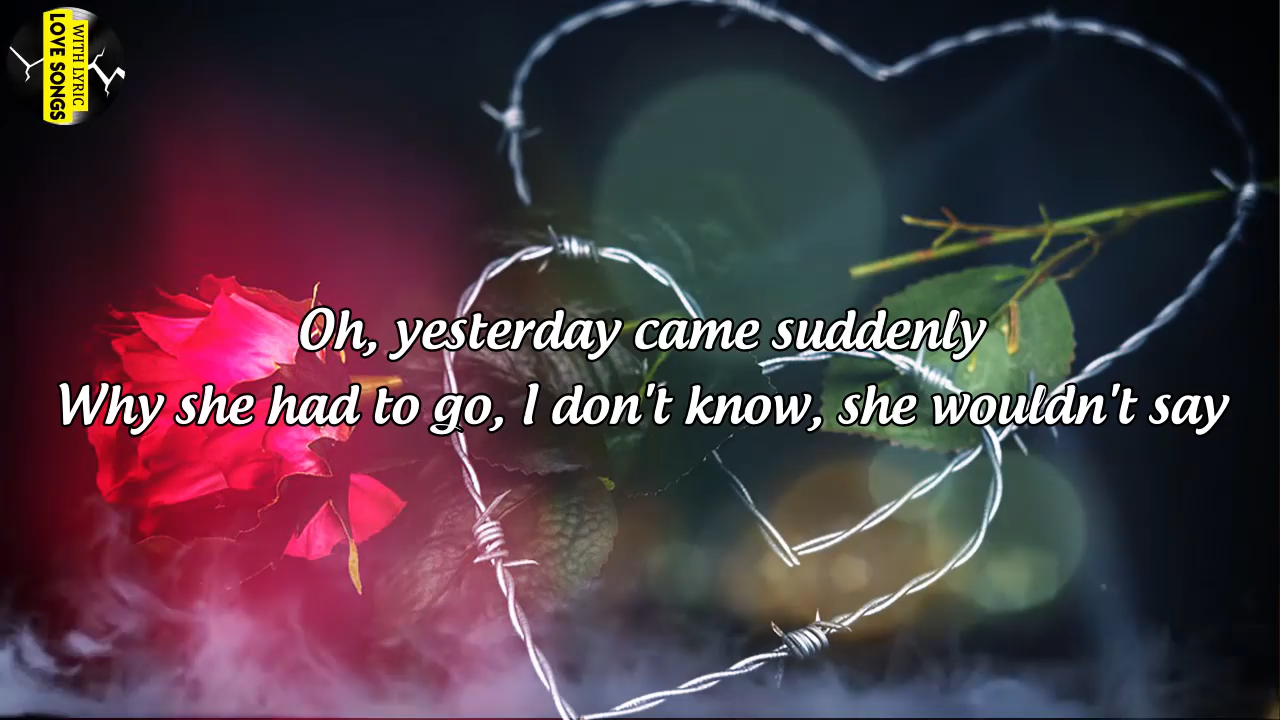 WITH LYRIC
LOVE SONGS
Oh, yesterday came suddenly
Why she had to go, I don't know, she wouldn't say